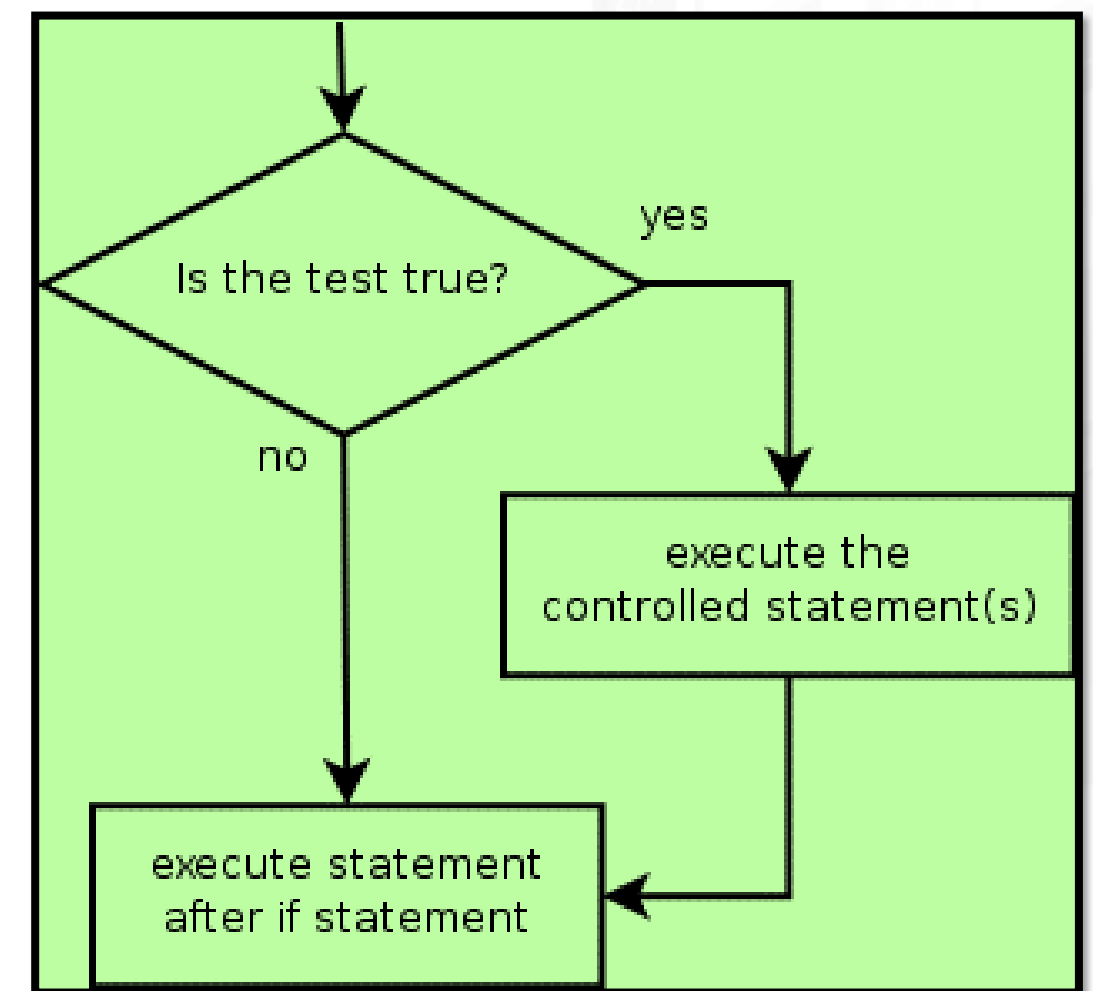 yes
Is the test true?
no
execute the
controlled statement(s)
execute statement
after if statement